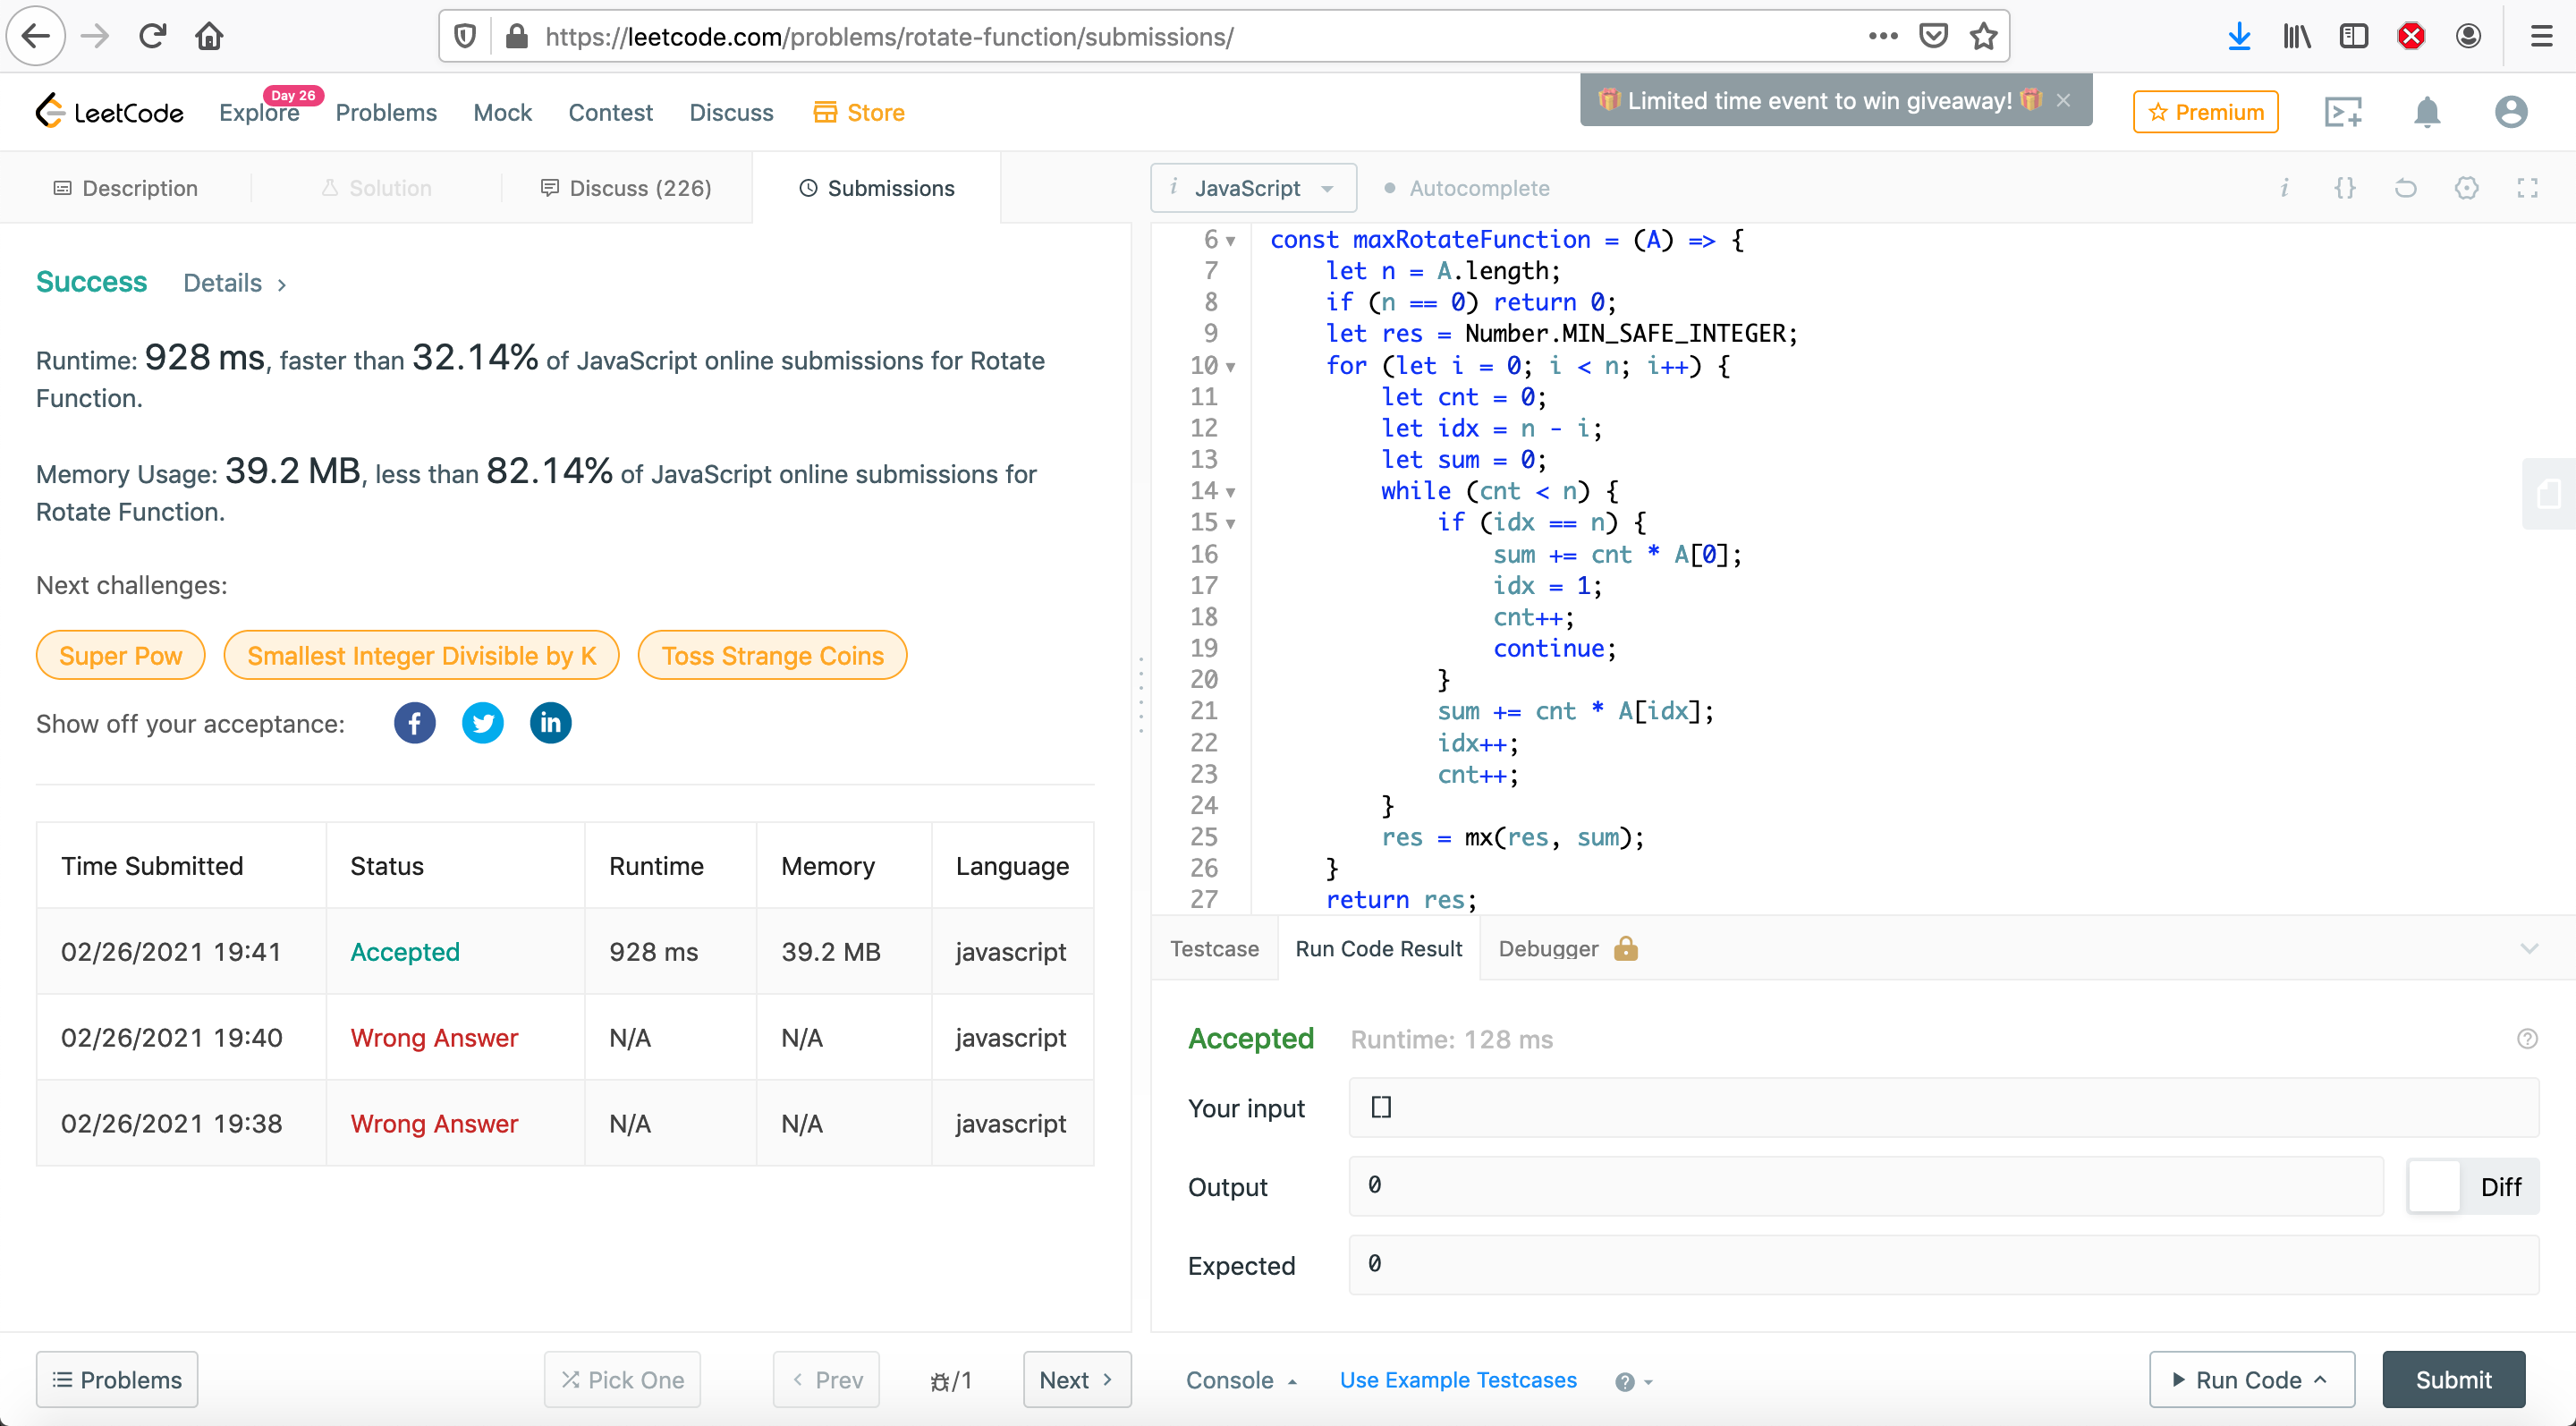 https://leetcode.com/problems/rotate-function/submissions/
LeetCode
Explore
Day 26
Problems
Mock
Contest
Discuss
Store
Limited time event to win giveaway!
Premium
Description
Solution
Discuss (226)
Submissions
i JavaScript
Autocomplete
i {}
Success Details >
Runtime: 928 ms, faster than 32.14% of JavaScript online submissions for Rotate
Function.
Memory Usage: 39.2 MB, less than 82.14% of JavaScript online submissions for
Rotate Function.
Next challenges:
Super Pow
Smallest Integer Divisible by K
Toss Strange Coins
Show off your acceptance:
f
in
Time Submitted Status Runtime Memory Language
02/26/2021 19:41 Accepted 928 ms 39.2 MB javascript
02/26/2021 19:40 Wrong Answer N/A N/A javascript
02/26/2021 19:38 Wrong Answer N/A N/A javascript
6 const maxRotateFunction = (A) => {
7 let n = A.length;
8 if (n == 0) return 0;
9 let res = Number.MIN_SAFE_INTEGER;
10 for (let i = 0; i < n; i++) {
11 let cnt = 0;
12 let idx = n - i;
13 let sum = 0;
14 while (cnt < n) {
15 if (idx == n) {
16 sum += cnt * A[0];
17 idx = 1;
18 cnt++;
19 continue;
20 }
21 sum += cnt * A[idx];
22 idx++;
23 cnt++;
24 }
25 res = mx(res, sum);
26 }
27 return res;
Testcase
Run Code Result
Debugger
Accepted Runtime: 128 ms
Your input []
Output 0
Diff
Expected 0
Problems
Pick One
< Prev
/1
Next >
Console
Use Example Testcases
Run Code
Submit